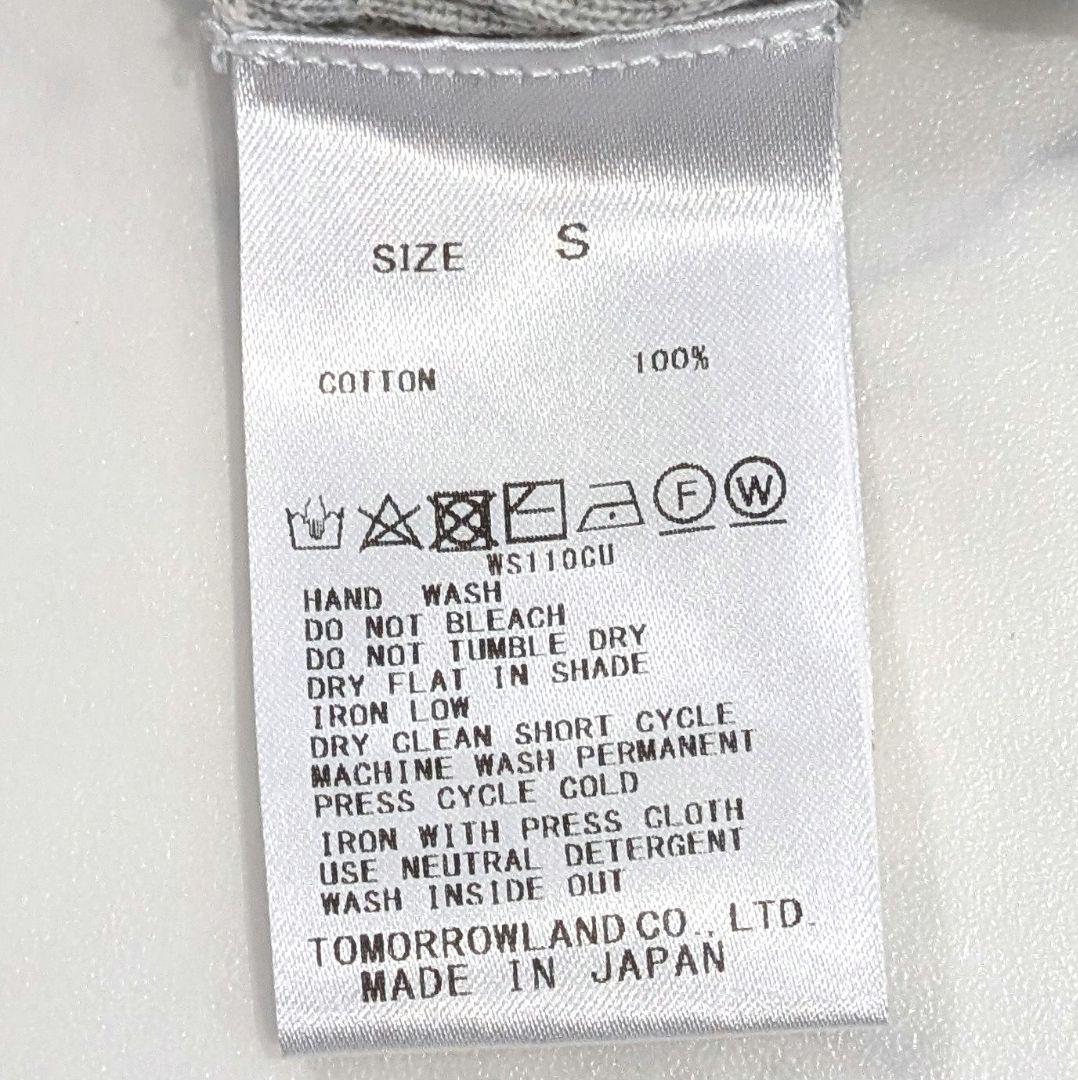 SIZE S
COTTON 100%
F W
WS110CU
HAND WASH
DO NOT BLEACH
DO NOT TUMBLE DRY
DRY FLAT IN SHADE
IRON LOW
DRY CLEAN SHORT CYCLE
MACHINE WASH PERMANENT
PRESS CYCLE COLD
IRON WITH PRESS CLOTH
USE NEUTRAL DETERGENT
WASH INSIDE OUT
TOMORROWLAND CO., LTD.
MADE IN JAPAN